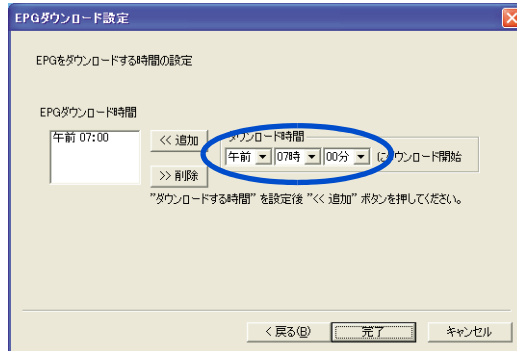 EPGダウンロード設定
EPGをダウンロードする時間の設定
EPGダウンロード時間
午前 07:00
<< 追加
>> 削除
ダウンロード時間
午前 07時 00分 にダウンロード開始
"ダウンロードする時間" を設定後 "<< 追加" ボタンを押してください。
< 戻る(B) 完了 キャンセル